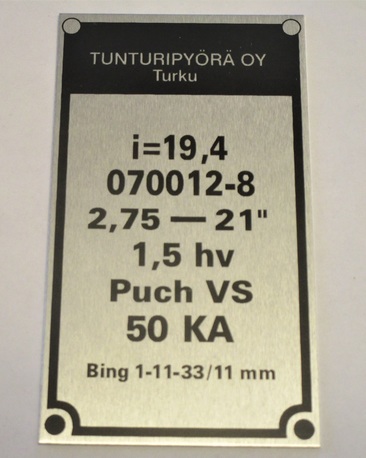 TUNTURIPYÖRÄ OY
Turku
i=19,4
070012-8
2,75 — 21"
1,5 hv
Puch VS
50 KA
Bing 1-11-33/11 mm